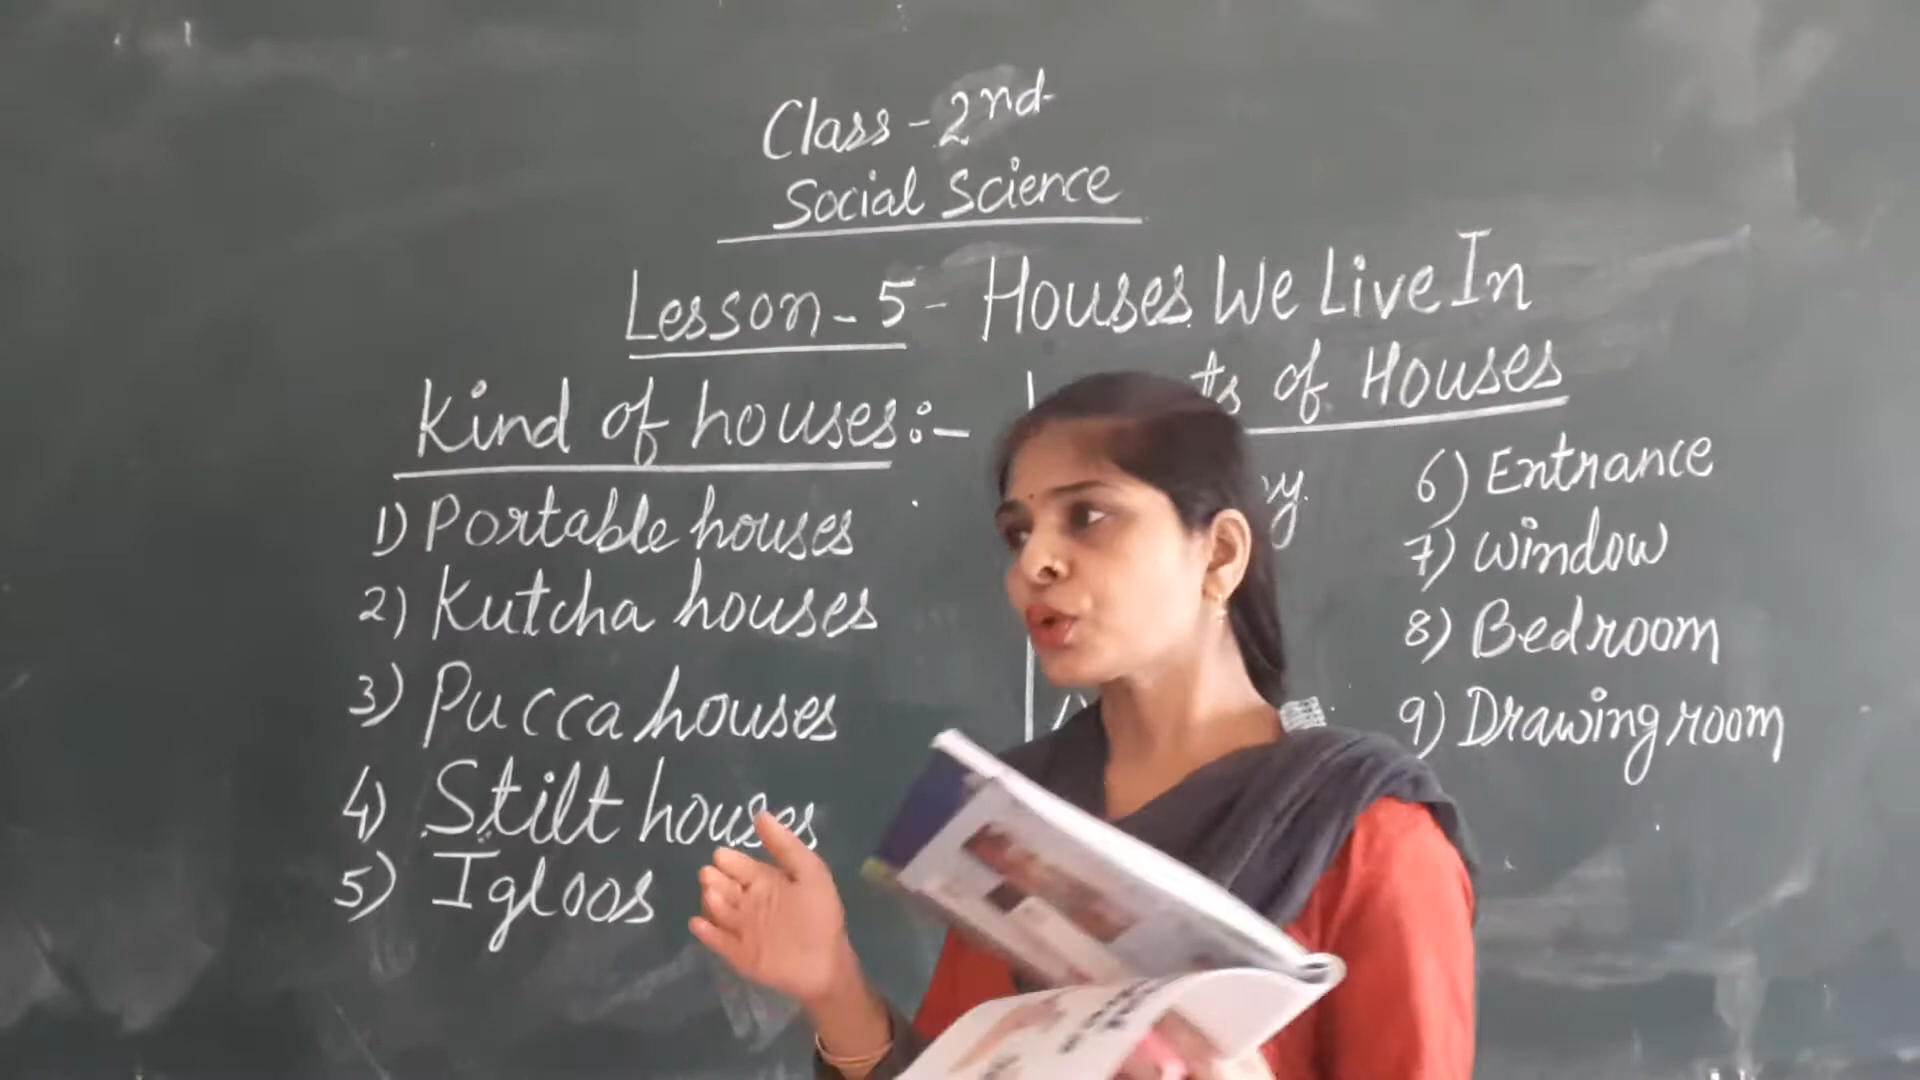 Class - 2nd
Social Science
Lesson - 5 - Houses We Live In
Kind of houses :-
1) Portable houses
2) Kutcha houses
3) Pucca houses
4) Stilt houses
5) Igloos
of Houses
6) Entrance
7) window
8) Bedroom
9) Drawing room